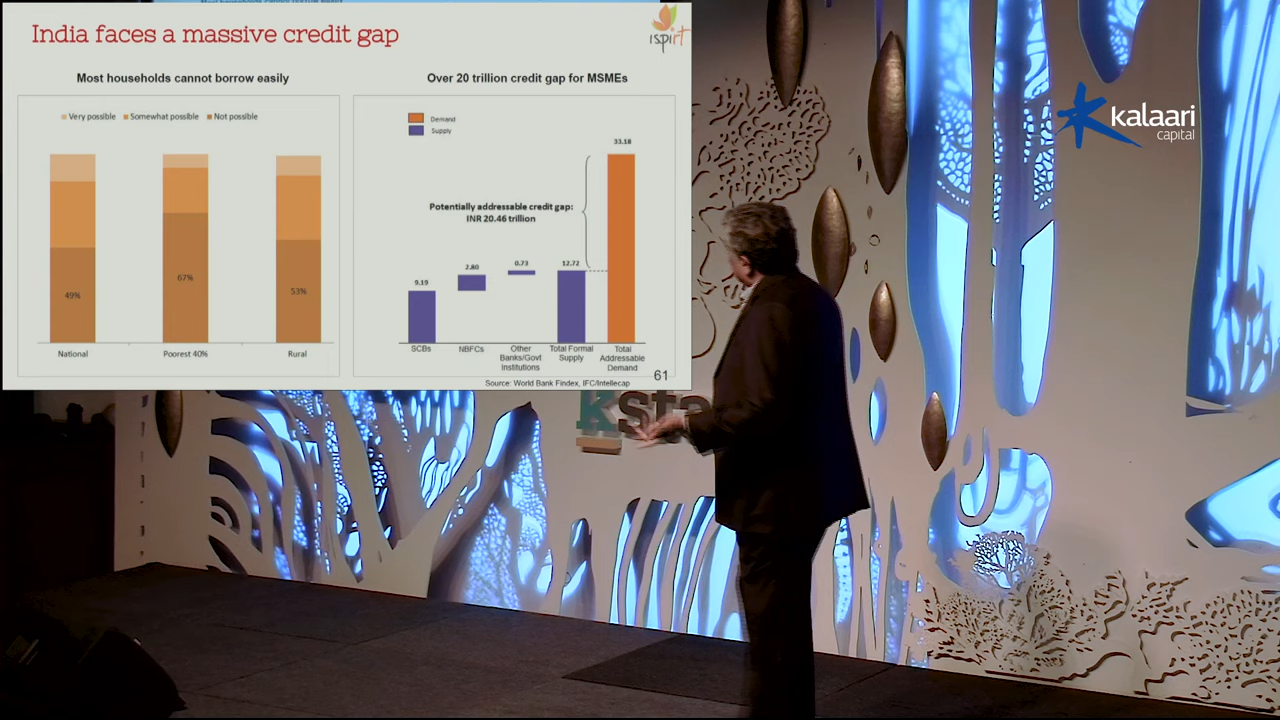 India faces a massive credit gap
ispirt
Most households cannot borrow easily
Very possible Somewhat possible Not possible
49%
67%
53%
National
Poorest 40%
Rural
Over 20 trillion credit gap for MSMEs
Demand
Supply
33.18
Potentially addressable credit gap:
INR 20.46 trillion
9.19
2.80
0.73
12.72
SCBs
NBFCs
Other
Banks/Govt
Institutions
Total Formal
Supply
Total
Addressable
Demand
Source: World Bank Findex, IFC/Intellecap
61
kalaari
capital